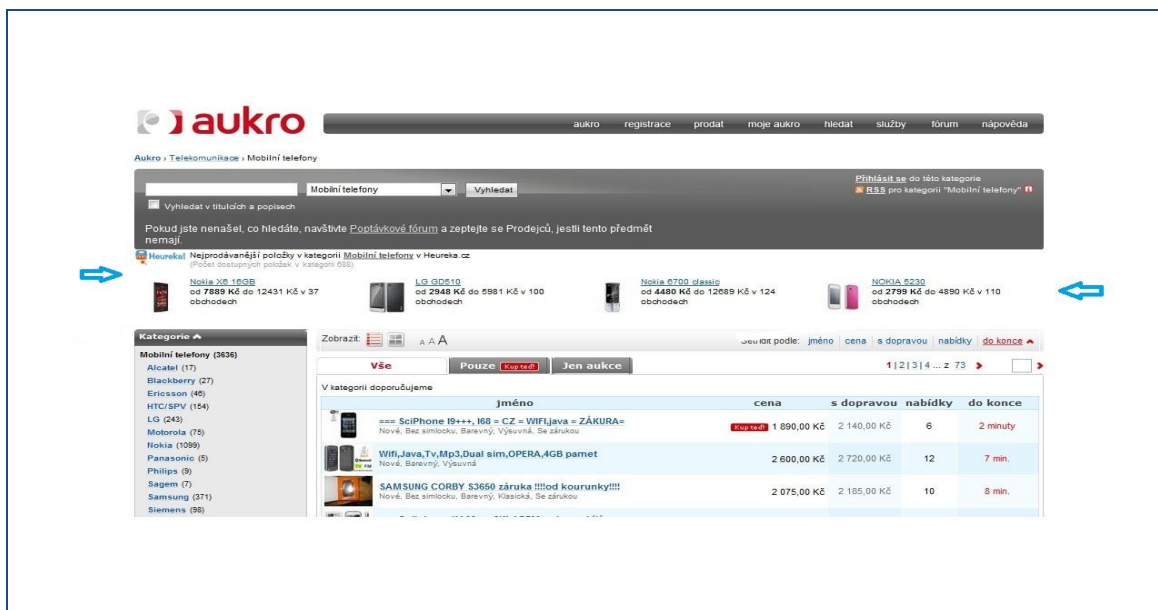 aukro
aukro registrace prodat moje aukro hledat služby fórum nápověda
Aukro › Telekomunikace › Mobilní telefony
Přihlásit se do této kategorie
Mobilní telefony Vyhledat
RSS pro kategorii "Mobilní telefony"
Vyhledat v titulcích a popisech
Pokud jste nenašel, co hledáte, navštivte Poptávkové fórum a zeptejte se Prodejců, jestli tento předmět
nemají.
Heureka! Nejprodávanější položky v kategorii Mobilní telefony v Heureka.cz
(Počet dostupných položek v kategorii 688)
Nokia X6 16GB
od 7889 Kč do 12431 Kč v 37
obchodech
LG GD510
od 2948 Kč do 5981 Kč v 100
obchodech
Nokia 6700 classic
od 4480 Kč do 12689 Kč v 124
obchodech
NOKIA 5230
od 2799 Kč do 4890 Kč v 110
obchodech
Kategorie
Mobilní telefony (3636)
Alcatel (17)
Blackberry (27)
Ericsson (46)
HTC/SPV (154)
LG (243)
Motorola (75)
Nokia (1099)
Panasonic (5)
Philips (9)
Sagem (7)
Samsung (371)
Siemens (98)
Zobrazit: A A A
podle: jméno cena s dopravou nabídky do konce
Vše Pouze Kup teď! Jen aukce
1 | 2 | 3 | 4 ... z 73
V kategorii doporučujeme
jméno cena s dopravou nabídky do konce
=== SciPhone I9+++, I68 = CZ = WIFI,java = ZÁKURA= Kup teď! 1 890,00 Kč 2 140,00 Kč 6 2 minuty
Nové, Bez simlocku, Barevný, Výsuvná, Se zárukou
Wifi,Java,Tv,Mp3,Dual sim,OPERA,4GB pamet 2 600,00 Kč 2 720,00 Kč 12 7 min.
Nové, Barevný, Výsuvná
SAMSUNG CORBY S3650 záruka !!!!od kourunky!!!! 2 075,00 Kč 2 185,00 Kč 10 8 min.
Nové, Bez simlocku, Barevný, Klasická, Se zárukou